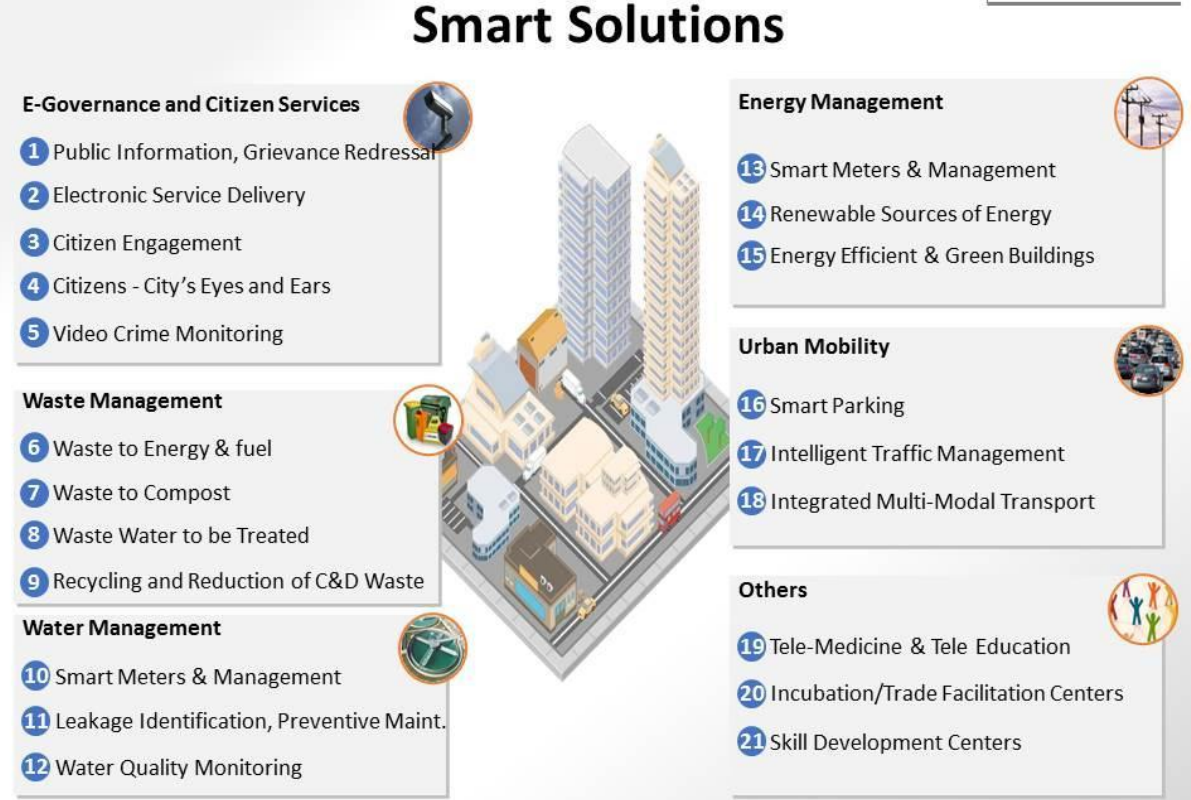 Smart Solutions
E-Governance and Citizen Services
1 Public Information, Grievance Redressal
2 Electronic Service Delivery
3 Citizen Engagement
4 Citizens - City's Eyes and Ears
5 Video Crime Monitoring
Waste Management
6 Waste to Energy & fuel
7 Waste to Compost
8 Waste Water to be Treated
9 Recycling and Reduction of C&D Waste
Water Management
10 Smart Meters & Management
11 Leakage Identification, Preventive Maint.
12 Water Quality Monitoring
Energy Management
13 Smart Meters & Management
14 Renewable Sources of Energy
15 Energy Efficient & Green Buildings
Urban Mobility
16 Smart Parking
17 Intelligent Traffic Management
18 Integrated Multi-Modal Transport
Others
19 Tele-Medicine & Tele Education
20 Incubation/Trade Facilitation Centers
21 Skill Development Centers